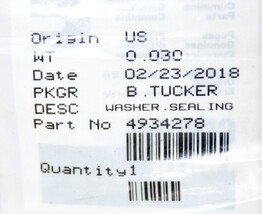 Origin US
WT 0.030
Date 02/23/2018
PKGR B.TUCKER
DESC WASHER.SEALING
Part No 4934278
Quantity1